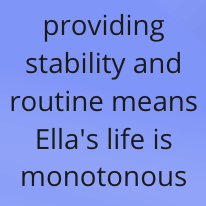 providing
stability and
routine means
Ella's life is
monotonous